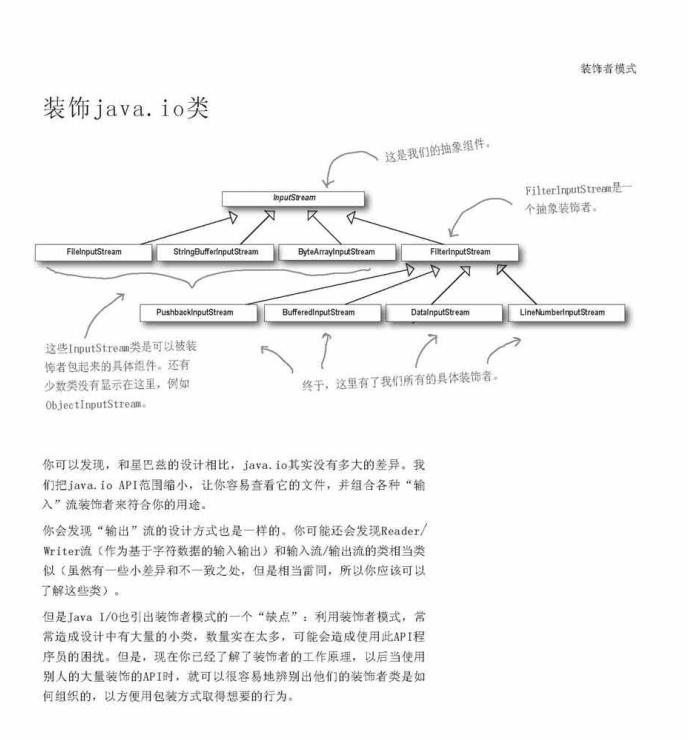 装饰者模式
装饰java.io类
这是我们的抽象组件。
InputStream
FilterInputStream是一
个抽象装饰者。
FileInputStream
StringBufferInputStream
ByteArrayInputStream
FilterInputStream
PushbackInputStream
BufferedInputStream
DataInputStream
LineNumberInputStream
这些InputStream类是可以被装
饰者包起来的具体组件。还有
少数类没有显示在这里，例如
ObjectInputStream。
终于，这里有了我们所有的具体装饰者。
你可以发现，和星巴兹的设计相比，java.io其实没有多大的差异。我
们把java.io API范围缩小，让你容易查看它的文件，并组合各种“输
入”流装饰者来符合你的用途。
你会发现“输出”流的设计方式也是一样的。你可能还会发现Reader/
Writer流（作为基于字符数据的输入输出）和输入流/输出流的类相当类
似（虽然有一些小差异和不一致之处，但是相当雷同，所以你应该可以
了解这些类）。
但是Java I/O也引出装饰者模式的一个“缺点”：利用装饰者模式，常
常造成设计中有大量的小类，数量实在太多，可能会造成使用此API程
序员的困扰。但是，现在你已经了解了装饰者的工作原理，以后当使用
别人的大量装饰的API时，就可以很容易地辨别出他们的装饰者类是如
何组织的，以方便用包装方式取得想要的行为。